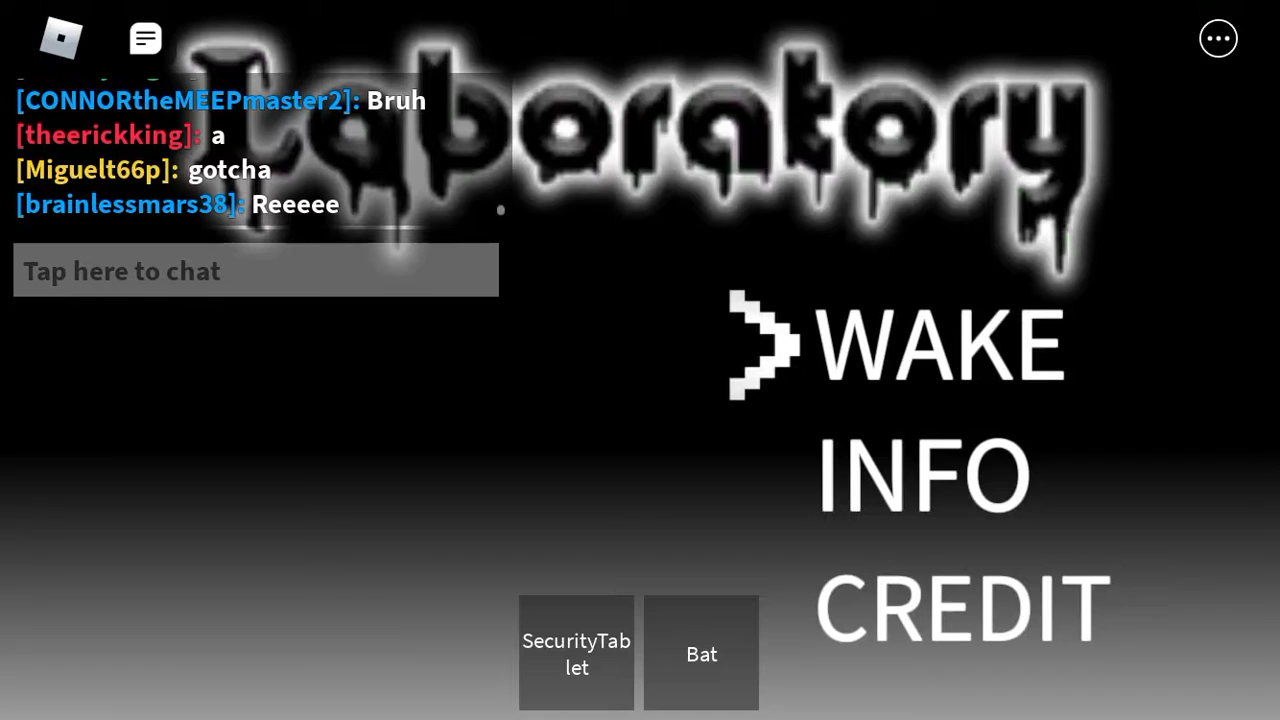 Laboratory
[CONNORtheMEEPmaster2]: Bruh
[theerickking]: a
[Miguelt66p]: gotcha
[brainlessmars38]: Reeeee
Tap here to chat
WAKE
INFO
CREDIT
SecurityTab
let
Bat